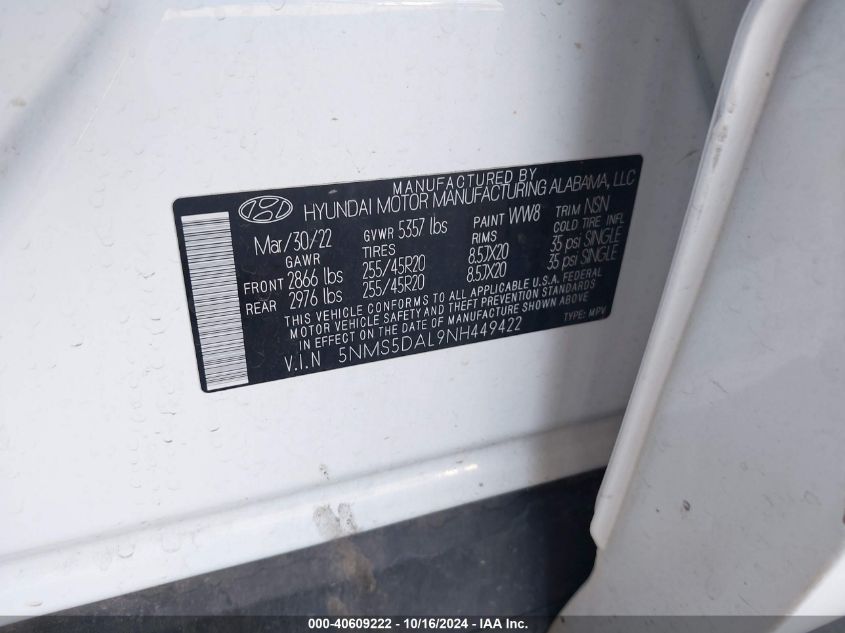 MANUFACTURED BY
HYUNDAI MOTOR MANUFACTURING ALABAMA, LLC
Mar/30/22 GVWR 5357 lbs PAINT WW8 TRIM NSN
GAWR TIRES RIMS COLD TIRE INFL
FRONT 2866 lbs 255/45R20 8.5JX20 35 psi SINGLE
REAR 2976 lbs 255/45R20 8.5JX20 35 psi SINGLE
THIS VEHICLE CONFORMS TO ALL APPLICABLE U.S.A. FEDERAL
MOTOR VEHICLE SAFETY AND THEFT PREVENTION STANDARDS
IN EFFECT ON THE DATE OF MANUFACTURE SHOWN ABOVE
V.I.N 5NMS5DAL9NH449422 TYPE: MPV
000-40609222 - 10/16/2024 - IAA Inc.